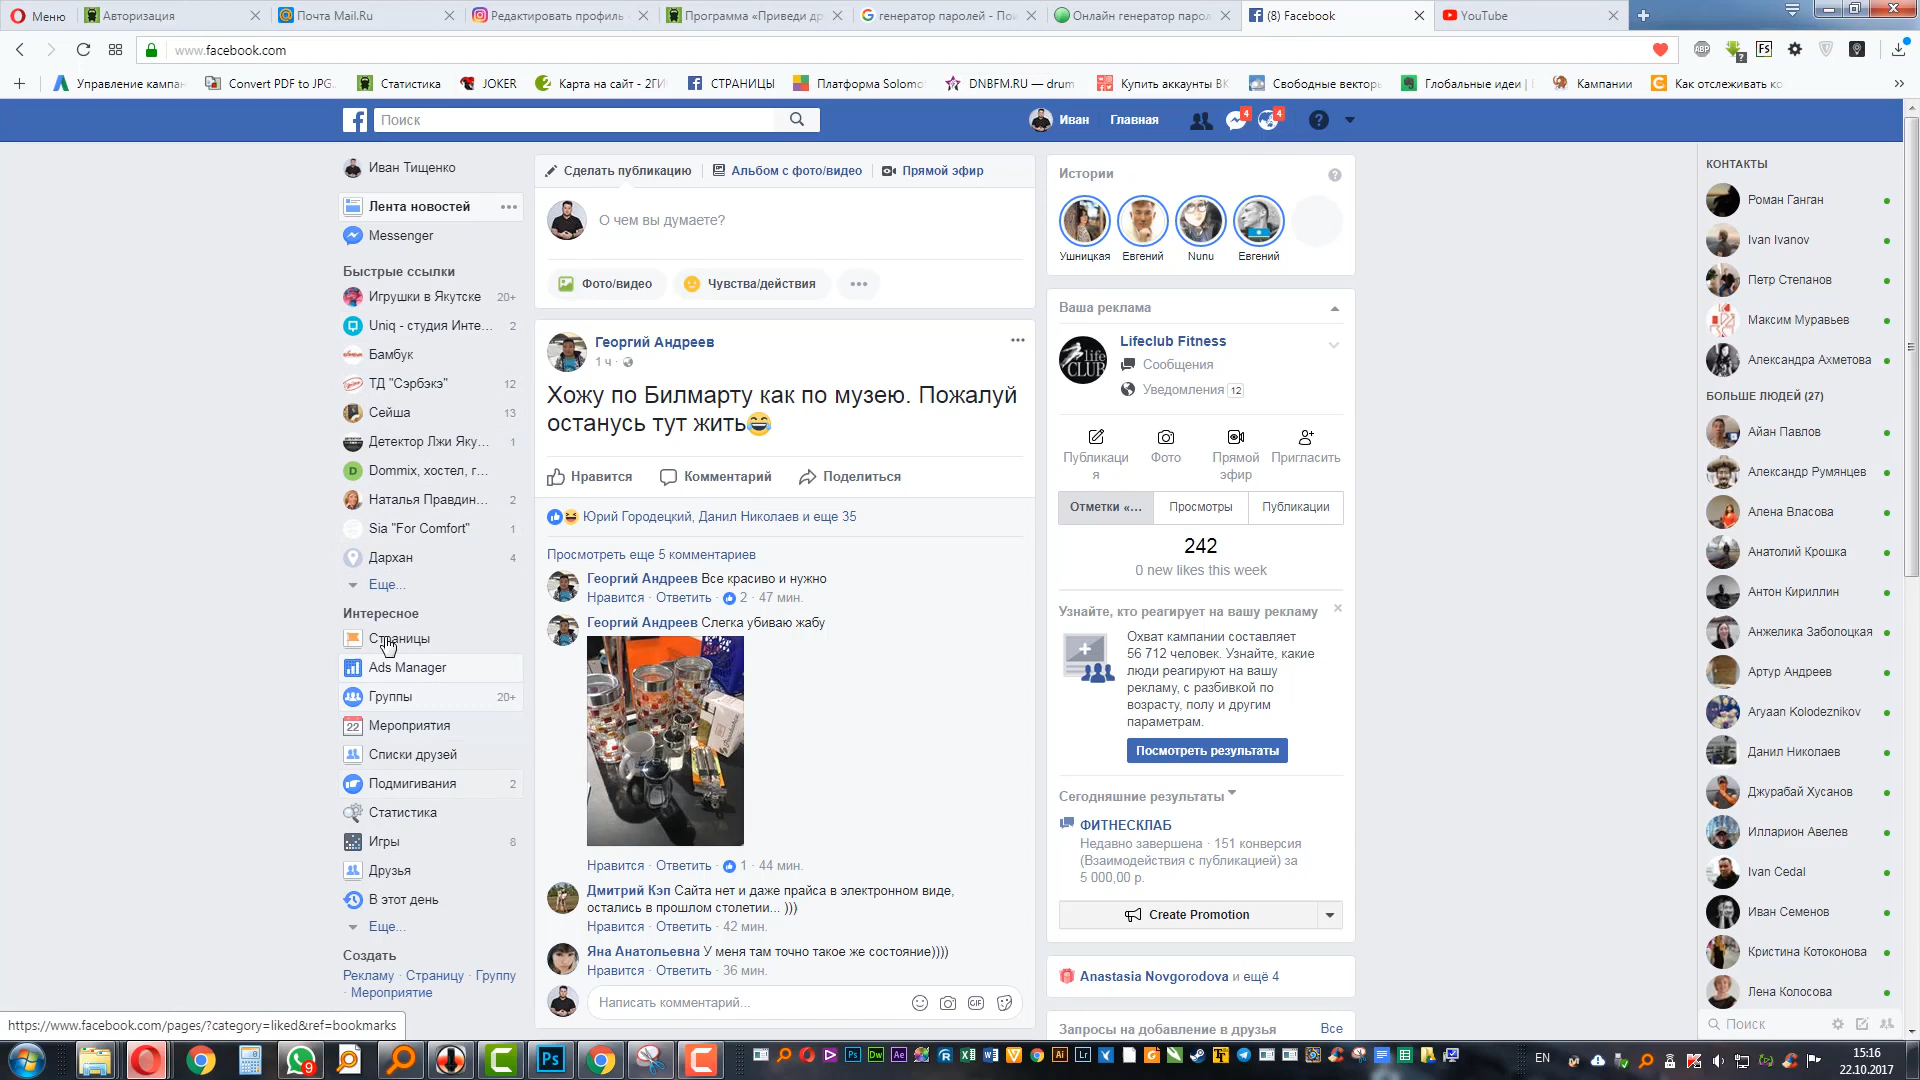 Меню
Авторизация
Почта Mail.Ru
Редактировать профиль
Программа «Приведи др
генератор паролей - По
Онлайн генератор парол
(8) Facebook
YouTube
www.facebook.com
Управление кампан
Convert PDF to JPG.
Статистика
JOKER
Карта на сайт - 2ГИ
СТРАНИЦЫ
Платформа Solomo
DNBFM.RU — drum
Купить аккаунты ВК
Свободные векторы
Глобальные идеи |
Кампании
Как отслеживать ко
Поиск
Иван
Главная
4
4
Иван Тищенко
Лента новостей
Messenger
Быстрые ссылки
Игрушки в Якутске 20+
Uniq - студия Инте... 2
Бамбук
ТД "Сэрбэкэ" 12
Сейша 13
Детектор Лжи Яку... 1
Dommix, хостел, г...
Наталья Правдин... 2
Sia "For Comfort" 1
Дархан 4
Еще...
Интересное
Страницы
Ads Manager
Группы 20+
22 Мероприятия
Списки друзей
Подмигивания 2
Статистика
Игры 8
Друзья
В этот день
Еще...
Создать
Рекламу · Страницу · Группу
· Мероприятие
https://www.facebook.com/pages/?category=liked&ref=bookmarks
Сделать публикацию
Альбом с фото/видео
Прямой эфир
О чем вы думаете?
Фото/видео
Чувства/действия
Георгий Андреев
1 ч ·
Хожу по Билмарту как по музею. Пожалуй
останусь тут жить😂
Нравится
Комментарий
Поделиться
Юрий Городецкий, Данил Николаев и еще 35
Просмотреть еще 5 комментариев
Георгий Андреев Все красиво и нужно
Нравится · Ответить · 2 · 47 мин.
Георгий Андреев Слегка убиваю жабу
Нравится · Ответить · 1 · 44 мин.
Дмитрий Кэп Сайта нет и даже прайса в электронном виде,
остались в прошлом столетии... )))
Нравится · Ответить · 42 мин.
Яна Анатольевна У меня там точно такое же состояние))))
Нравится · Ответить · 36 мин.
Написать комментарий...
GIF
Истории
Ушницкая
Евгений
Nunu
Евгений
Ваша реклама
life CLUB
Lifeclub Fitness
Сообщения
Уведомления 12
Публикаци
я
Фото
Прямой
эфир
Пригласить
Отметки «...
Просмотры
Публикации
242
0 new likes this week
Узнайте, кто реагирует на вашу рекламу
Охват кампании составляет
56 712 человек. Узнайте, какие
люди реагируют на вашу
рекламу, с разбивкой по
возрасту, полу и другим
параметрам.
Посмотреть результаты
Сегодняшние результаты
ФИТНЕСКЛАБ
Недавно завершена · 151 конверсия
(Взаимодействия с публикацией) за
5 000,00 р.
Create Promotion
Anastasia Novgorodova и ещё 4
Запросы на добавление в друзья
Все
КОНТАКТЫ
Роман Ганган
Ivan Ivanov
Петр Степанов
Максим Муравьев
Александра Ахметова
БОЛЬШЕ ЛЮДЕЙ (27)
Айан Павлов
Александр Румянцев
Алена Власова
Анатолий Крошка
Антон Кириллин
Анжелика Заболоцкая
Артур Андреев
Aryaan Kolodeznikov
Данил Николаев
Джурабай Хусанов
Илларион Авелев
Ivan Cedal
Иван Семенов
Кристина Котоконова
Лена Колосова
Поиск
EN
15:16
22.10.2017